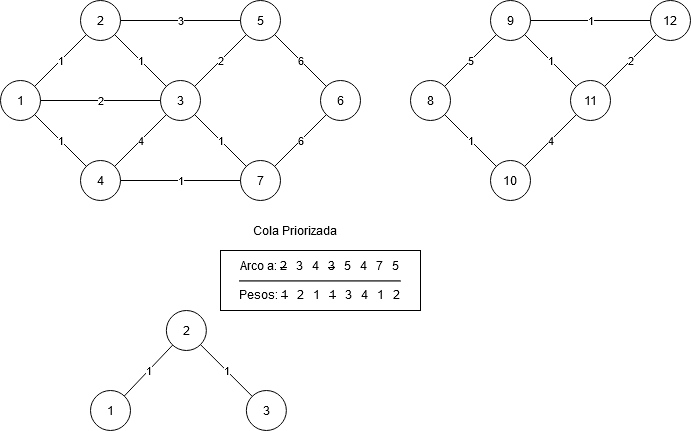 2 3 5 9 1 12
1 1 2 6 5 1 2
1 2 3 6 8 11
1 4 1 6 1 4
4 1 7 10
Cola Priorizada
Arco a: 2 3 4 3 5 4 7 5
Pesos: 1 2 1 1 3 4 1 2
2
1 1
1 3